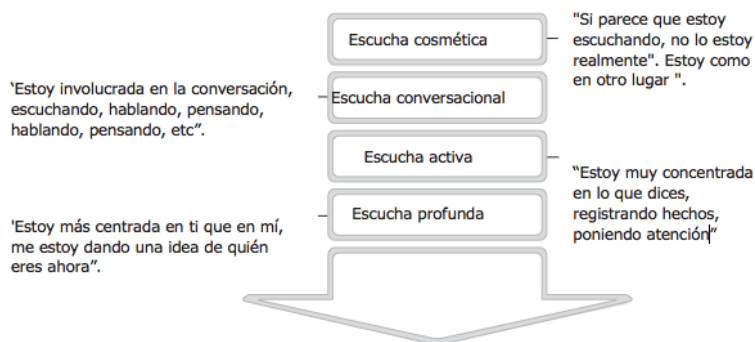 Escucha cosmética
"Si parece que estoy
escuchando, no lo estoy
realmente". Estoy como
en otro lugar ".
‘Estoy involucrada en la conversación,
escuchando, hablando, pensando,
hablando, pensando, etc”.
Escucha conversacional
Escucha activa
“Estoy muy concentrada
en lo que dices,
registrando hechos,
poniendo atención”
Escucha profunda
'Estoy más centrada en ti que en mí,
me estoy dando una idea de quién
eres ahora”.